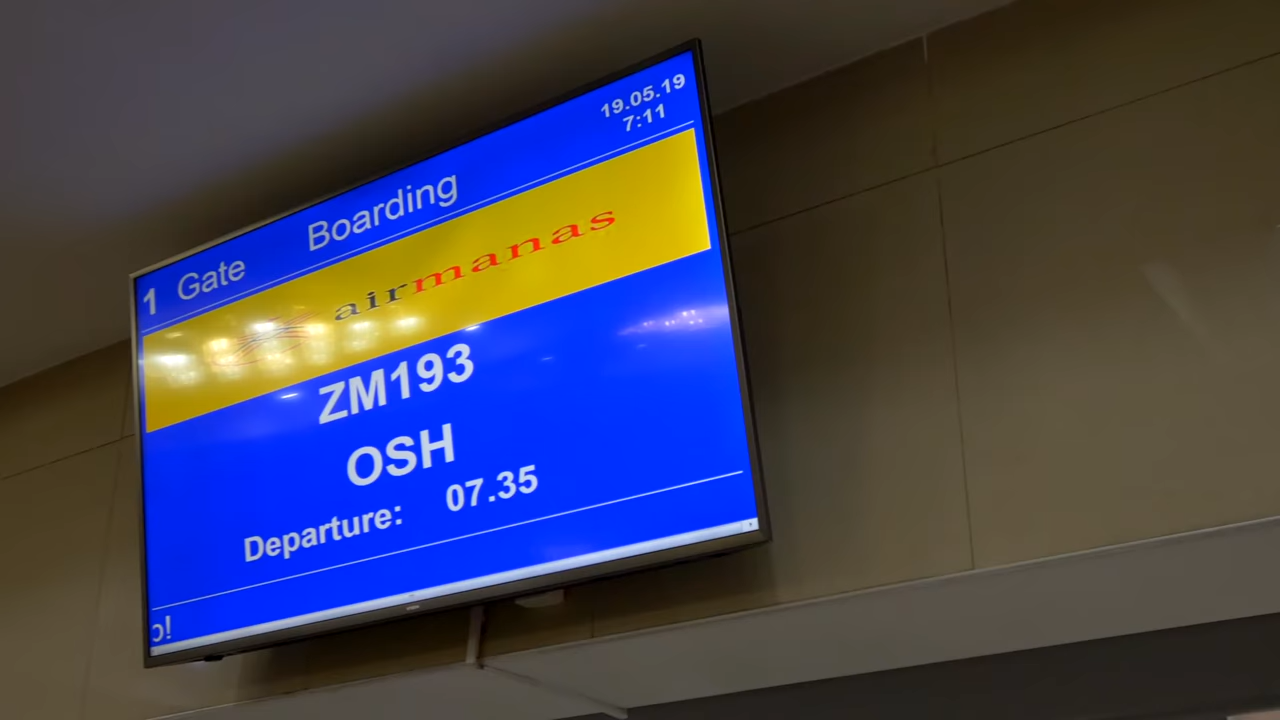 19.05.19
7:11
1 Gate Boarding
airmanas
ZM193
OSH
Departure: 07.35
o!